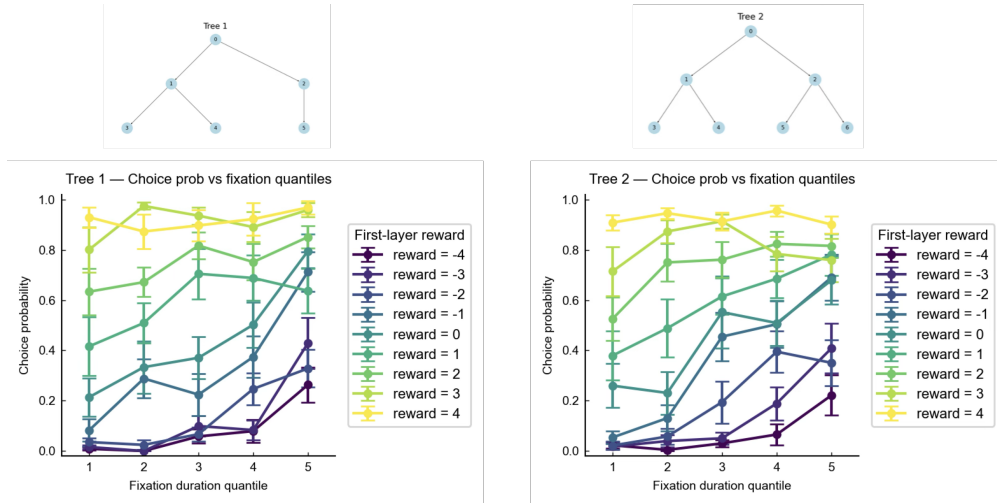 Tree 1
0
1
2
3
4
5
Tree 2
0
1
2
3
4
5
6
Tree 1 — Choice prob vs fixation quantiles
Choice probability
1.0
0.8
0.6
0.4
0.2
0.0
1 2 3 4 5
Fixation duration quantile
First-layer reward
reward = -4
reward = -3
reward = -2
reward = -1
reward = 0
reward = 1
reward = 2
reward = 3
reward = 4
Tree 2 — Choice prob vs fixation quantiles
Choice probability
1.0
0.8
0.6
0.4
0.2
0.0
1 2 3 4 5
Fixation duration quantile
First-layer reward
reward = -4
reward = -3
reward = -2
reward = -1
reward = 0
reward = 1
reward = 2
reward = 3
reward = 4